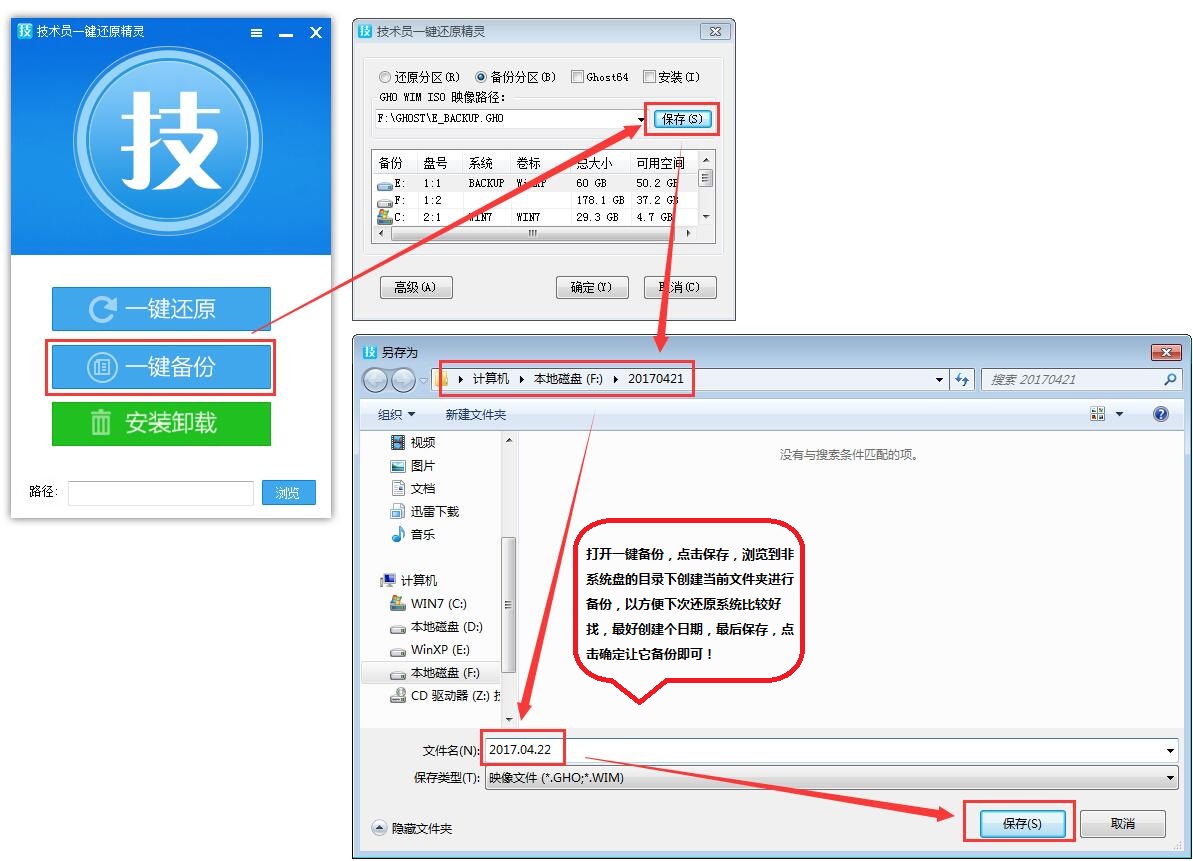 技 技术员一键还原精灵
技
一键还原
一键备份
安装卸载
路径: 浏览
技 技术员一键还原精灵
还原分区(R) 备份分区(B) Ghost64 安装(I)
GHO WIM ISO 映像路径:
F:\GHOST\E_BACKUP.GHO 保存(S)
备份 盘号 系统 卷标 总大小 可用空间
E: 1:1 BACKUP WinXP 60 GB 50.2 GB
F: 1:2 178.1 GB 37.2 GB
C: 2:1 WIN7 WIN7 29.3 GB 4.7 GB
高级(A) 确定(Y) 取消(C)
技 另存为
计算机 本地磁盘 (F:) 20170421 搜索 20170421
组织 新建文件夹
视频
图片
文档
迅雷下载
音乐
计算机
WIN7 (C:)
本地磁盘 (D:)
WinXP (E:)
本地磁盘 (F:)
CD 驱动器 (Z:)
没有与搜索条件匹配的项。
打开一键备份，点击保存，浏览到非
系统盘的目录下创建当前文件夹进行
备份，以方便下次还原系统比较好
找，最好创建个日期，最后保存，点
击确定让它备份即可！
文件名(N): 2017.04.22
保存类型(T): 映像文件 (*.GHO;*.WIM)
隐藏文件夹 保存(S) 取消